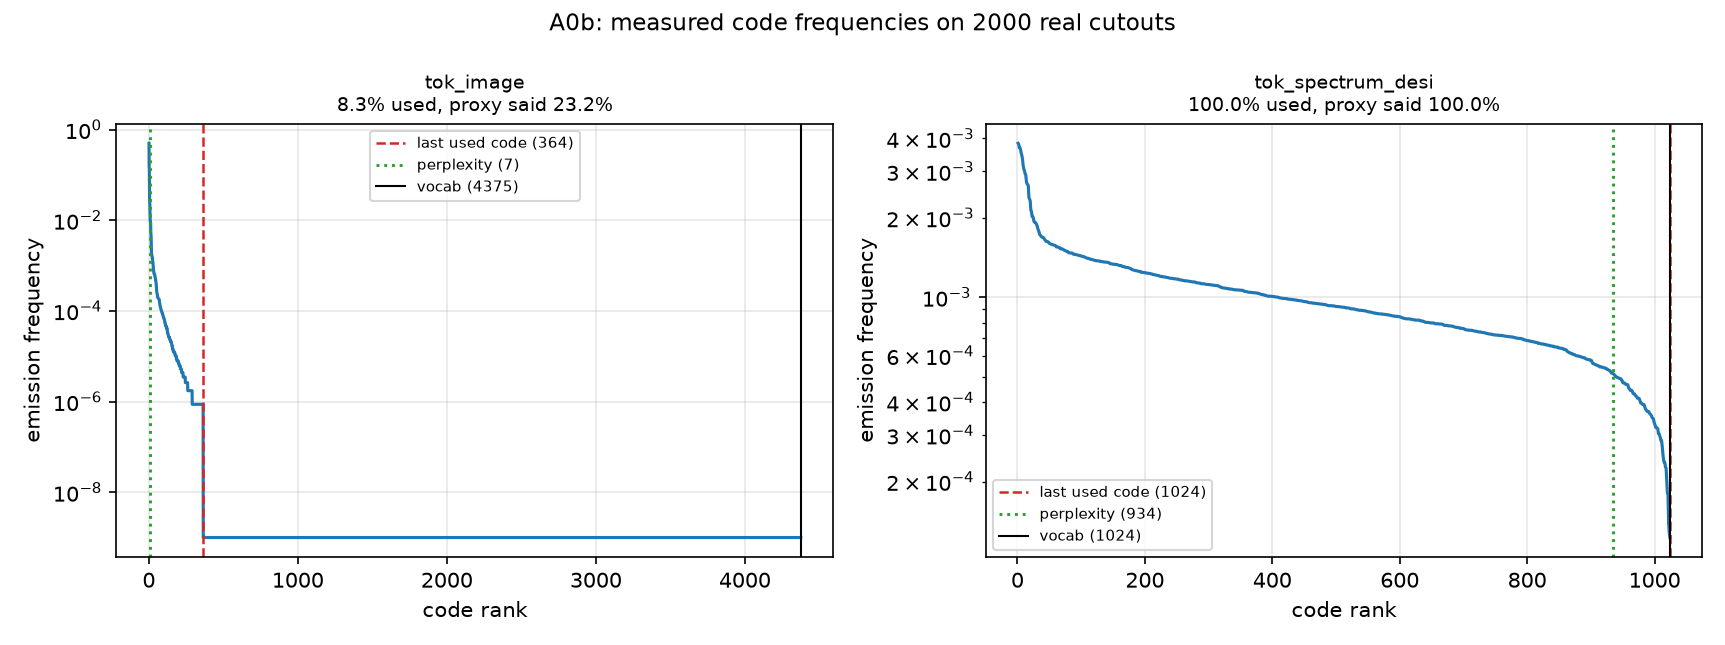 A0b: measured code frequencies on 2000 real cutouts
tok_image
8.3% used, proxy said 23.2%
emission frequency
10⁰
10⁻²
10⁻⁴
10⁻⁶
10⁻⁸
last used code (364)
perplexity (7)
vocab (4375)
0 1000 2000 3000 4000
code rank
tok_spectrum_desi
100.0% used, proxy said 100.0%
emission frequency
4 × 10⁻³
3 × 10⁻³
2 × 10⁻³
10⁻³
6 × 10⁻⁴
4 × 10⁻⁴
3 × 10⁻⁴
2 × 10⁻⁴
last used code (1024)
perplexity (934)
vocab (1024)
0 200 400 600 800 1000
code rank